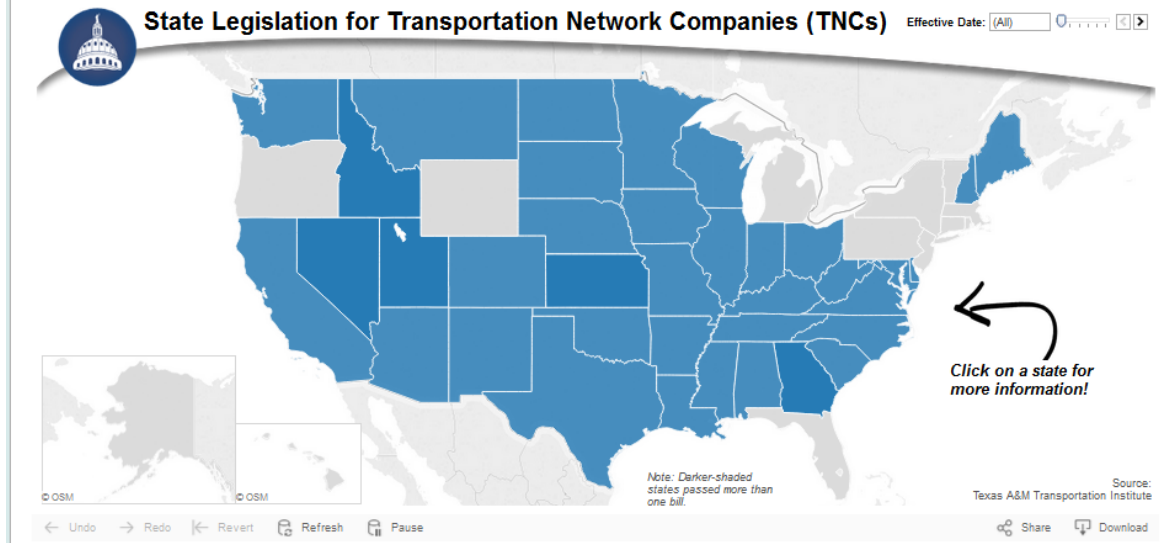 State Legislation for Transportation Network Companies (TNCs)
Effective Date: (All)
Click on a state for
more information!
© OSM
© OSM
Note: Darker-shaded
states passed more than
one bill.
Source:
Texas A&M Transportation Institute
Undo Redo Revert Refresh Pause Share Download